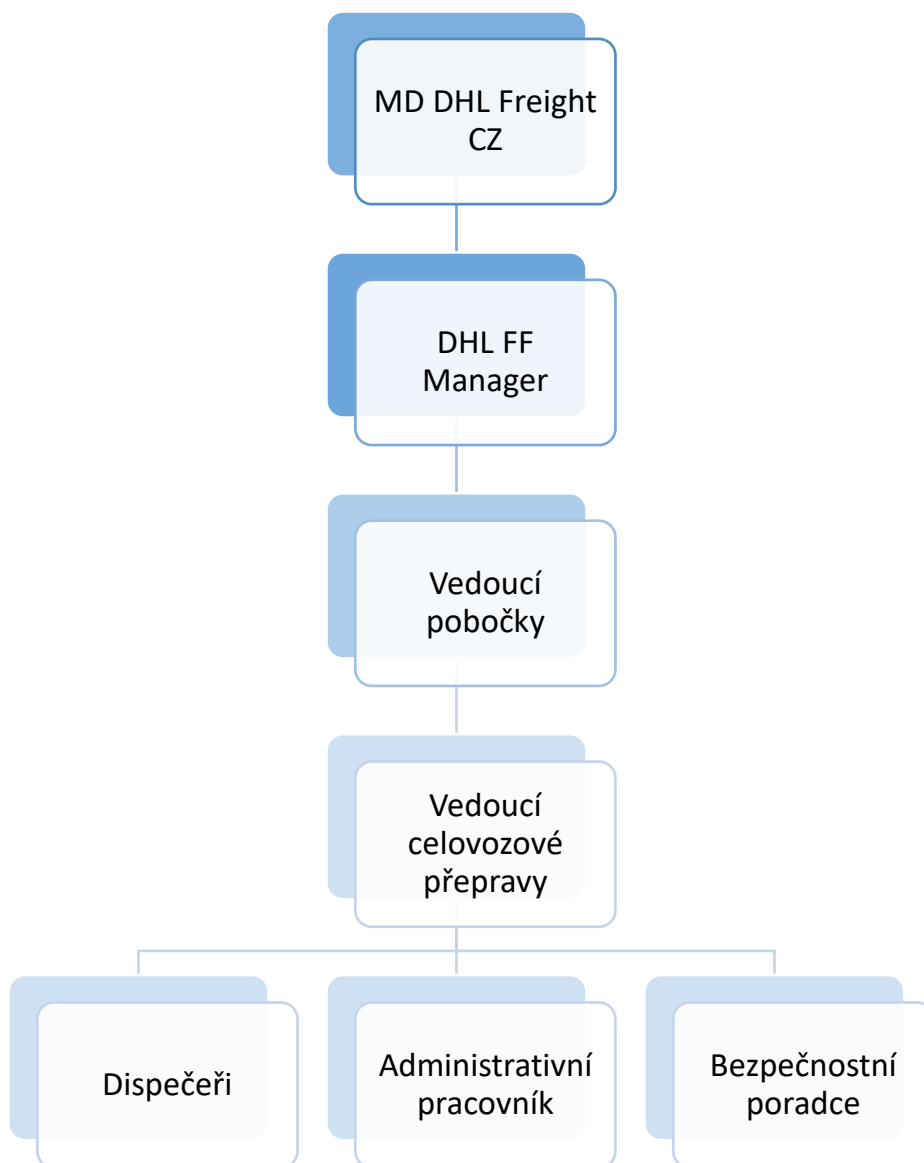 MD DHL Freight
CZ
DHL FF
Manager
Vedoucí
pobočky
Vedoucí
celovozové
přepravy
Dispečeři
Administrativní
pracovník
Bezpečnostní
poradce